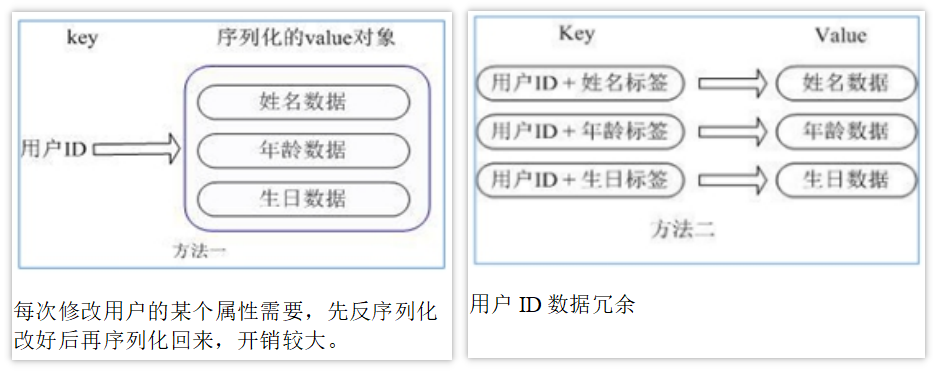 key 序列化的value对象
姓名数据
用户ID
年龄数据
生日数据
方法一
每次修改用户的某个属性需要，先反序列化
改好后再序列化回来，开销较大。
Key Value
用户ID + 姓名标签 姓名数据
用户ID + 年龄标签 年龄数据
用户ID + 生日标签 生日数据
方法二
用户 ID 数据冗余